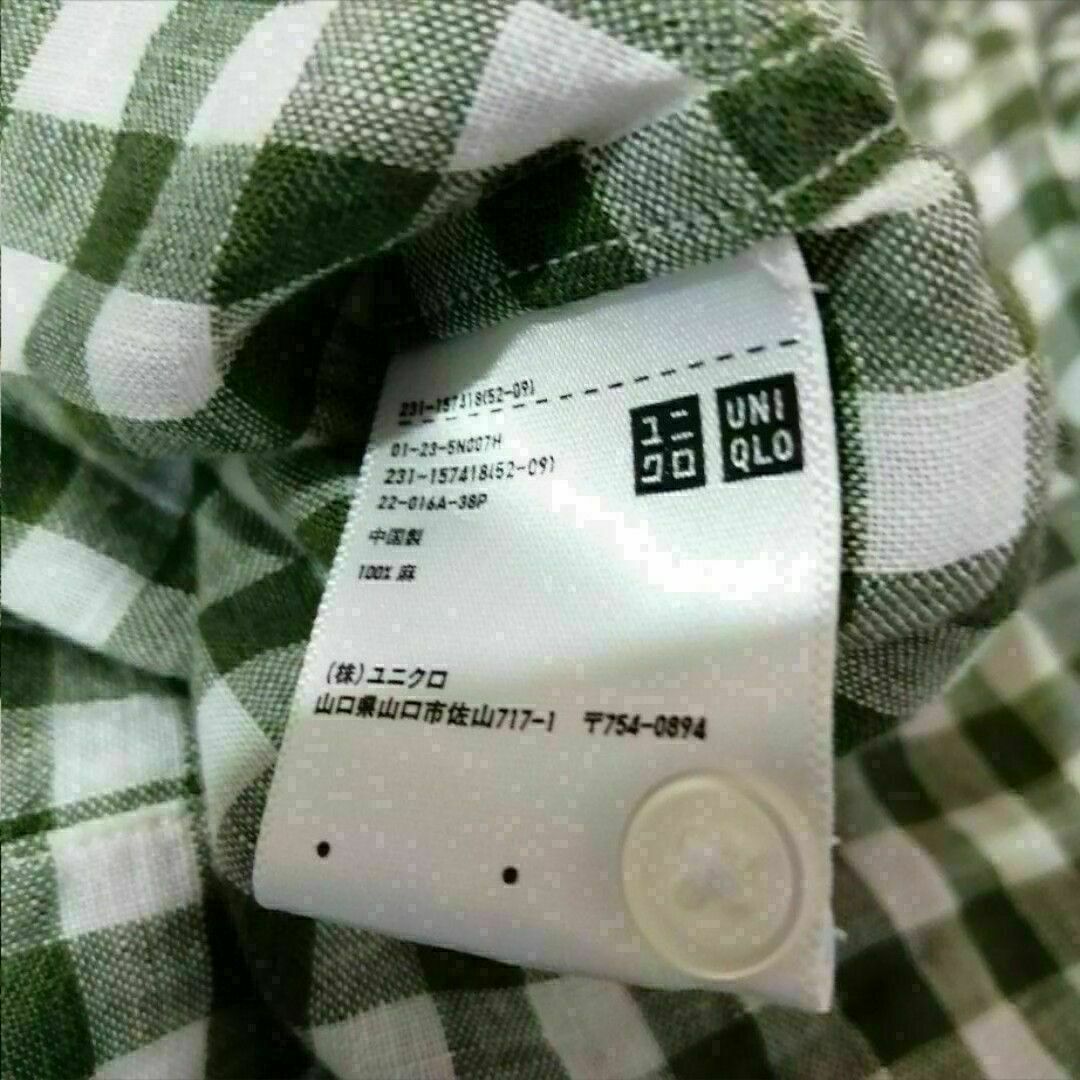 231-157418(52-09)
01-23-5N007H
231-157418(52-09)
22-016A-38P
中国製
100% 麻
ユニ
クロ
UNI
QLO
(株)ユニクロ
山口県山口市佐山717-1 〒754-0894